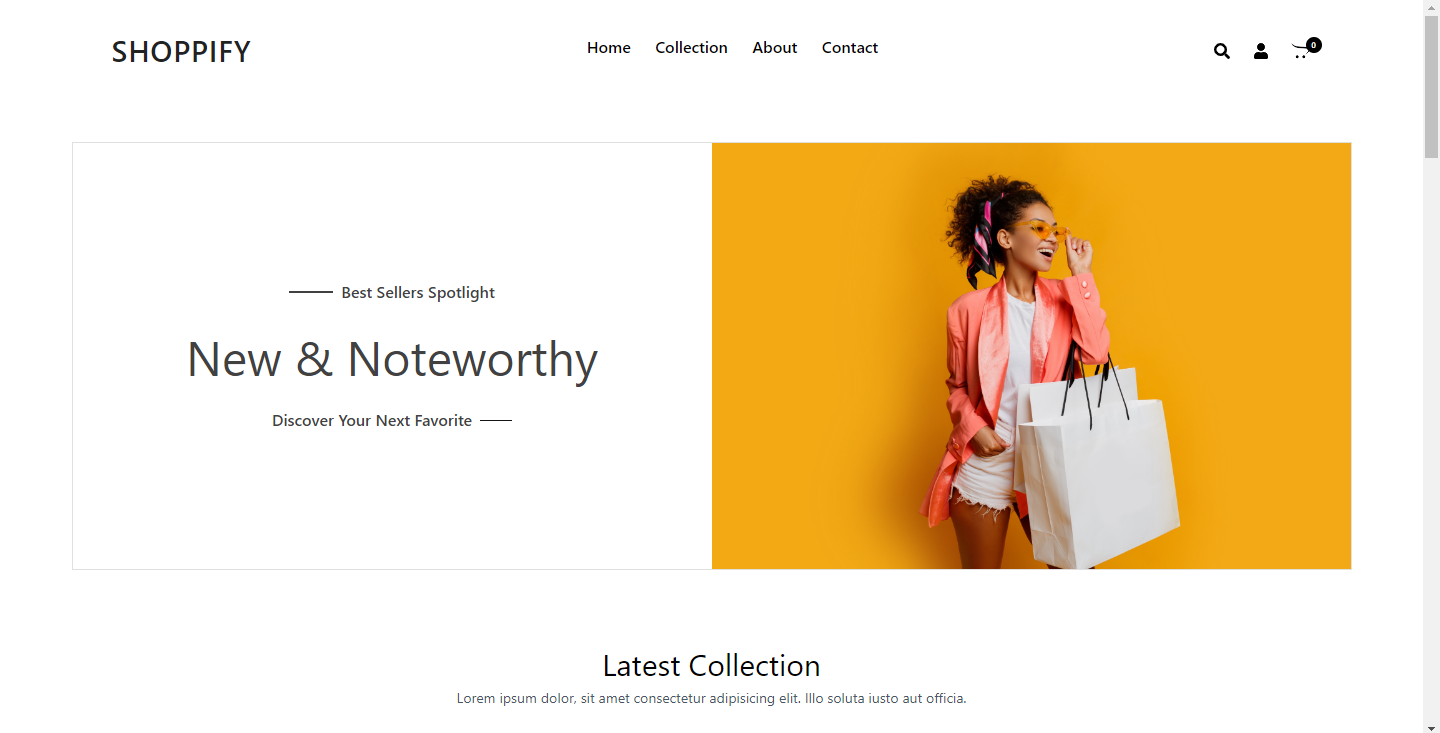 SHOPPIFY
Home Collection About Contact
0
Best Sellers Spotlight
New & Noteworthy
Discover Your Next Favorite
Latest Collection
Lorem ipsum dolor, sit amet consectetur adipisicing elit. Illo soluta iusto aut officia.